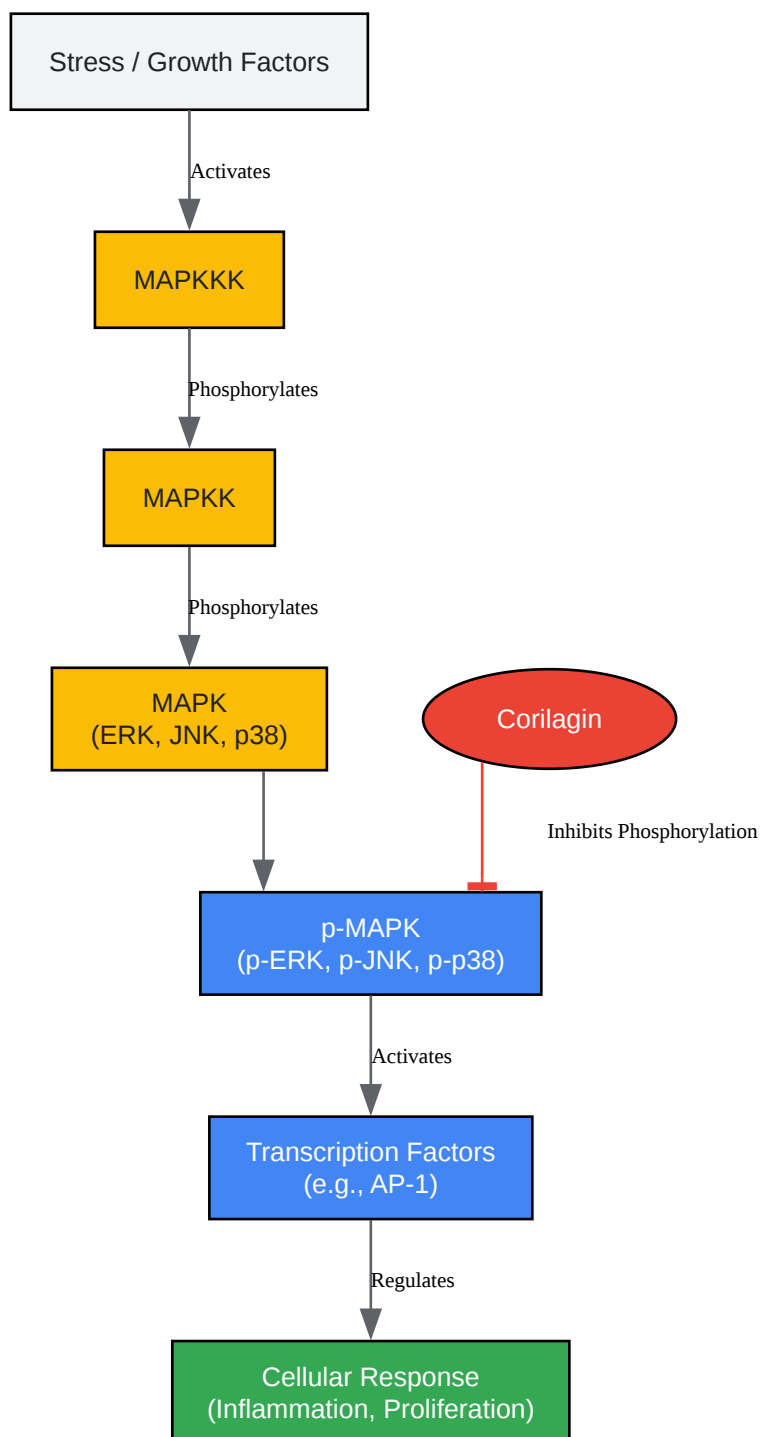 Stress / Growth Factors
Activates
MAPKKK
Phosphorylates
MAPKK
Phosphorylates
MAPK
(ERK, JNK, p38)
Corilagin
Inhibits Phosphorylation
p-MAPK
(p-ERK, p-JNK, p-p38)
Activates
Transcription Factors
(e.g., AP-1)
Regulates
Cellular Response
(Inflammation, Proliferation)